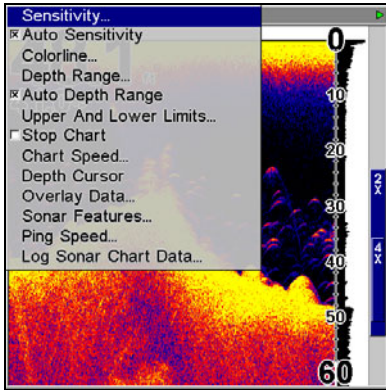 Sensitivity...
Auto Sensitivity
Colorline...
Depth Range...
Auto Depth Range
Upper And Lower Limits...
Stop Chart
Chart Speed...
Depth Cursor
Overlay Data...
Sonar Features...
Ping Speed...
Log Sonar Chart Data...
0
10
20
30
40
50
60
2X
4X